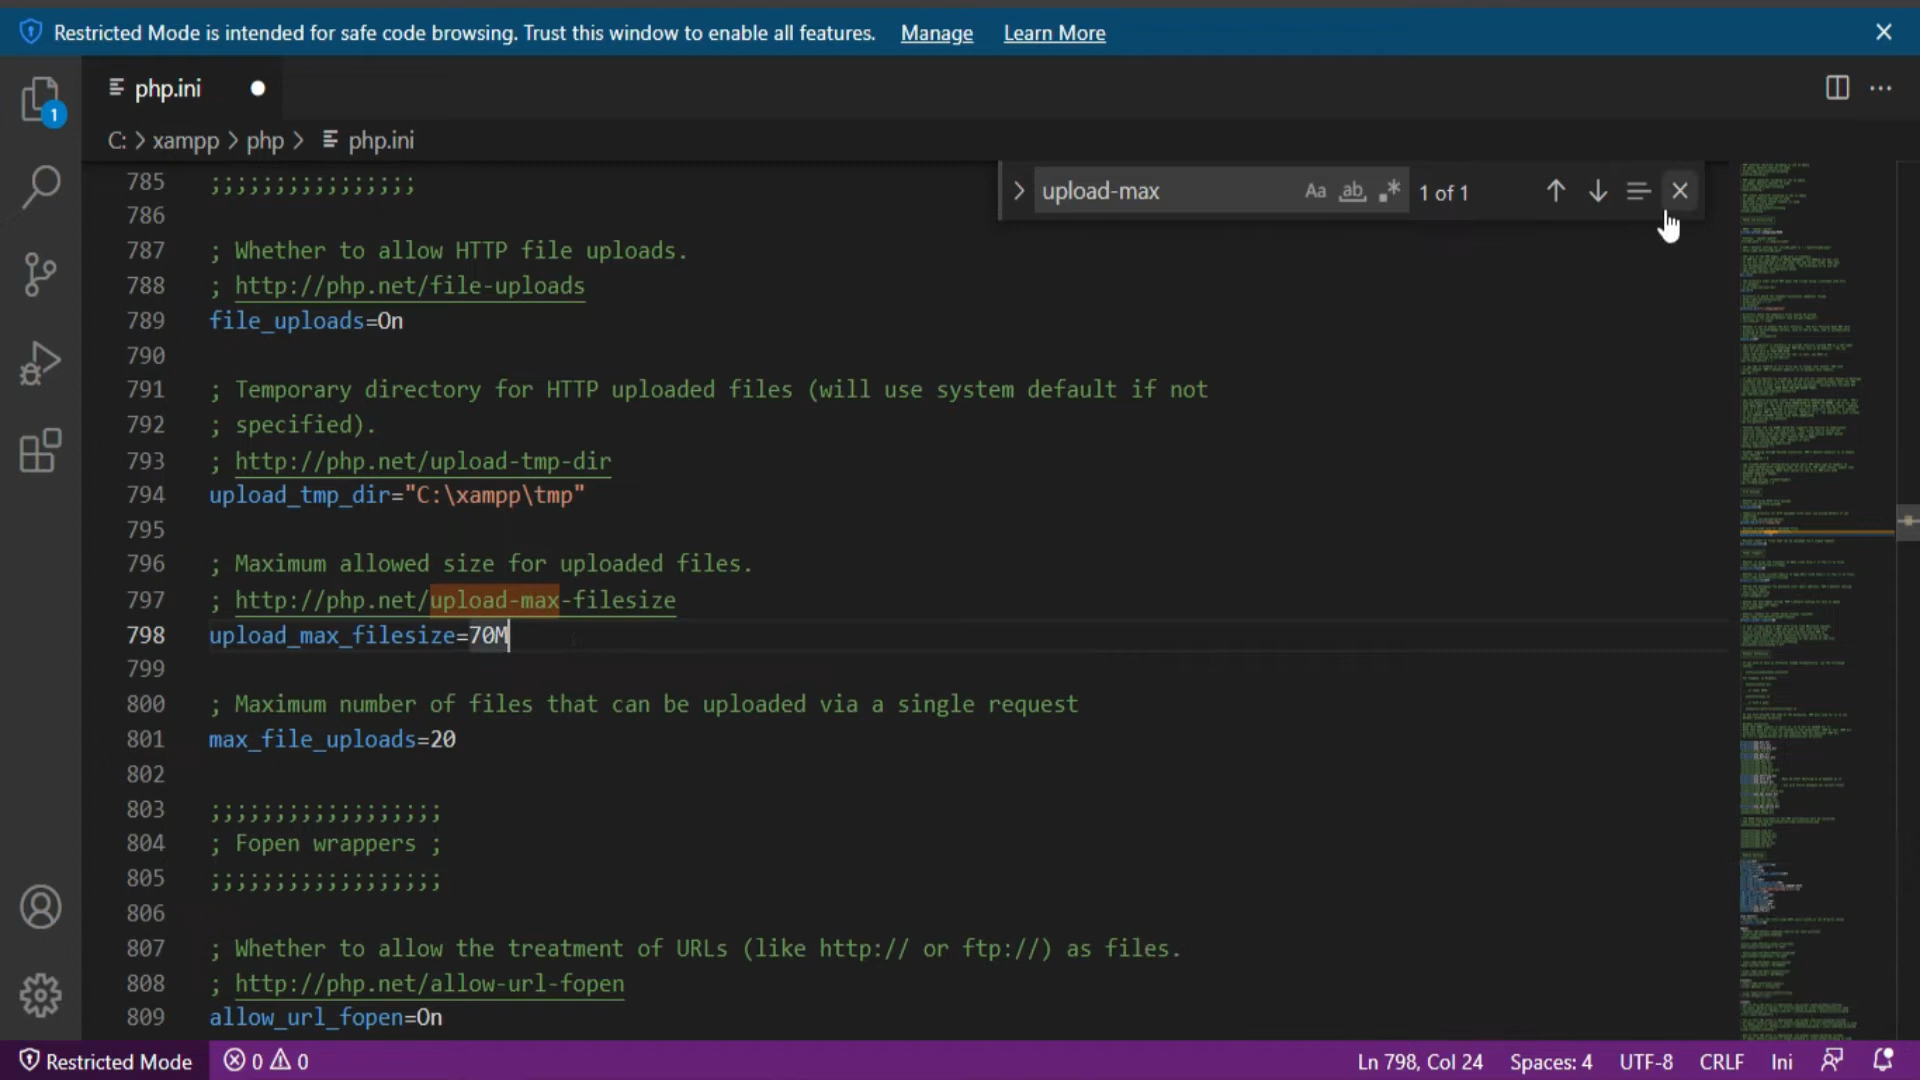 Restricted Mode is intended for safe code browsing. Trust this window to enable all features. Manage Learn More
1
php.ini
C: > xampp > php > php.ini
upload-max Aa ab 1 of 1
785 ;;;;;;;;;;;;;;;;
786
787 ; Whether to allow HTTP file uploads.
788 ; http://php.net/file-uploads
789 file_uploads=On
790
791 ; Temporary directory for HTTP uploaded files (will use system default if not
792 ; specified).
793 ; http://php.net/upload-tmp-dir
794 upload_tmp_dir="C:\xampp\tmp"
795
796 ; Maximum allowed size for uploaded files.
797 ; http://php.net/upload-max-filesize
798 upload_max_filesize=70M
799
800 ; Maximum number of files that can be uploaded via a single request
801 max_file_uploads=20
802
803 ;;;;;;;;;;;;;;;;;;
804 ; Fopen wrappers ;
805 ;;;;;;;;;;;;;;;;;;
806
807 ; Whether to allow the treatment of URLs (like http:// or ftp://) as files.
808 ; http://php.net/allow-url-fopen
809 allow_url_fopen=On
Restricted Mode 0 0 Ln 798, Col 24 Spaces: 4 UTF-8 CRLF Ini